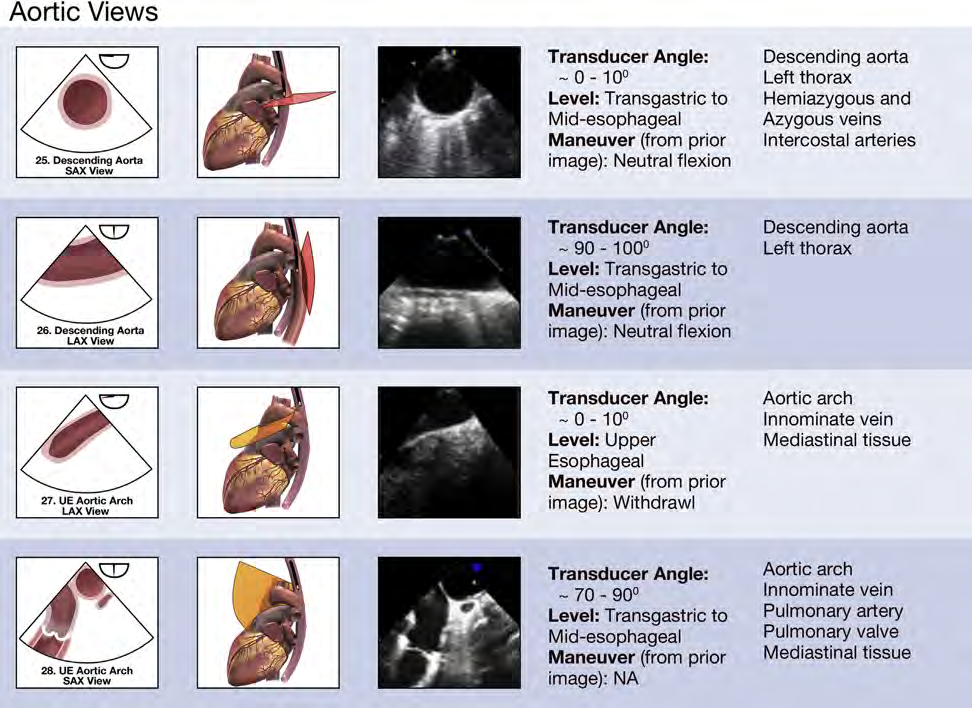 Aortic Views
25. Descending Aorta
SAX View
Transducer Angle:
~ 0 - 10⁰
Level: Transgastric to
Mid-esophageal
Maneuver (from prior
image): Neutral flexion
Descending aorta
Left thorax
Hemiazygous and
Azygous veins
Intercostal arteries
26. Descending Aorta
LAX View
Transducer Angle:
~ 90 - 100⁰
Level: Transgastric to
Mid-esophageal
Maneuver (from prior
image): Neutral flexion
Descending aorta
Left thorax
27. UE Aortic Arch
LAX View
Transducer Angle:
~ 0 - 10⁰
Level: Upper
Esophageal
Maneuver (from prior
image): Withdrawl
Aortic arch
Innominate vein
Mediastinal tissue
28. UE Aortic Arch
SAX View
Transducer Angle:
~ 70 - 90⁰
Level: Transgastric to
Mid-esophageal
Maneuver (from prior
image): NA
Aortic arch
Innominate vein
Pulmonary artery
Pulmonary valve
Mediastinal tissue